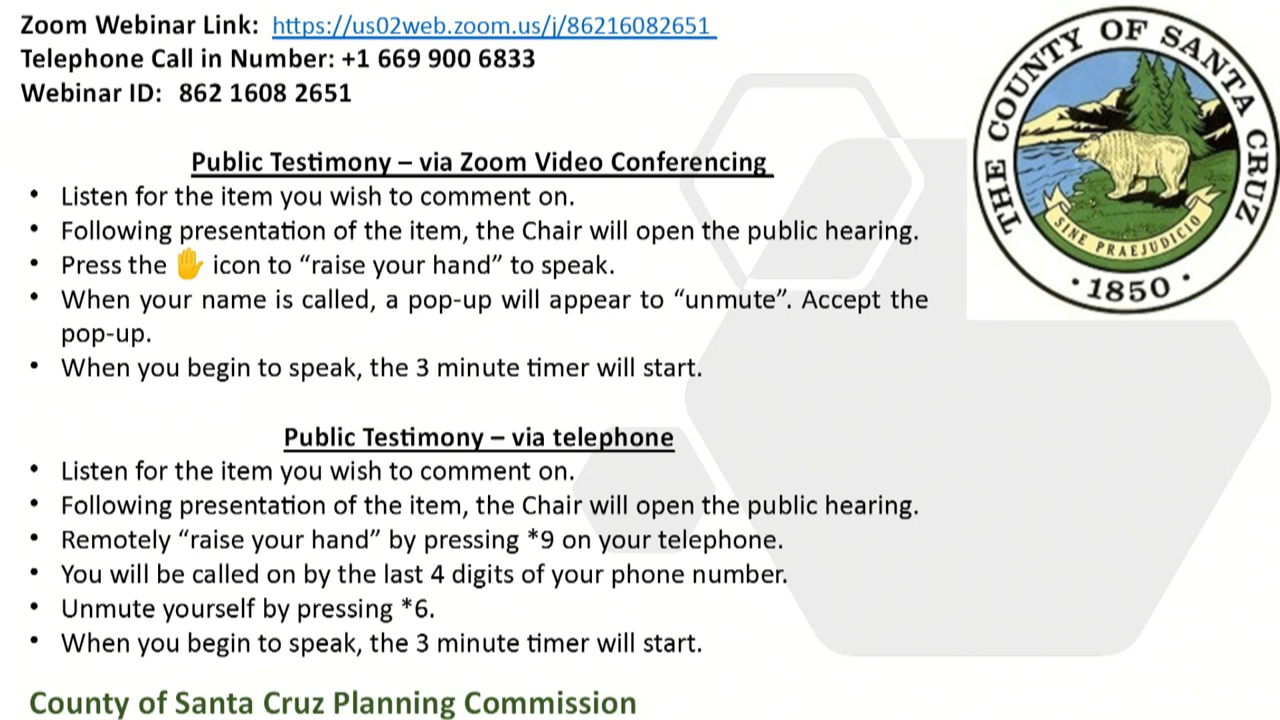 Zoom Webinar Link: https://us02web.zoom.us/j/86216082651
Telephone Call in Number: +1 669 900 6833
Webinar ID: 862 1608 2651
THE COUNTY OF SANTA CRUZ
SINE PRAEJUDICIO
• 1850 •
Public Testimony – via Zoom Video Conferencing
• Listen for the item you wish to comment on.
• Following presentation of the item, the Chair will open the public hearing.
• Press the ✋ icon to “raise your hand” to speak.
• When your name is called, a pop-up will appear to “unmute”. Accept the
pop-up.
• When you begin to speak, the 3 minute timer will start.
Public Testimony – via telephone
• Listen for the item you wish to comment on.
• Following presentation of the item, the Chair will open the public hearing.
• Remotely “raise your hand” by pressing *9 on your telephone.
• You will be called on by the last 4 digits of your phone number.
• Unmute yourself by pressing *6.
• When you begin to speak, the 3 minute timer will start.
County of Santa Cruz Planning Commission